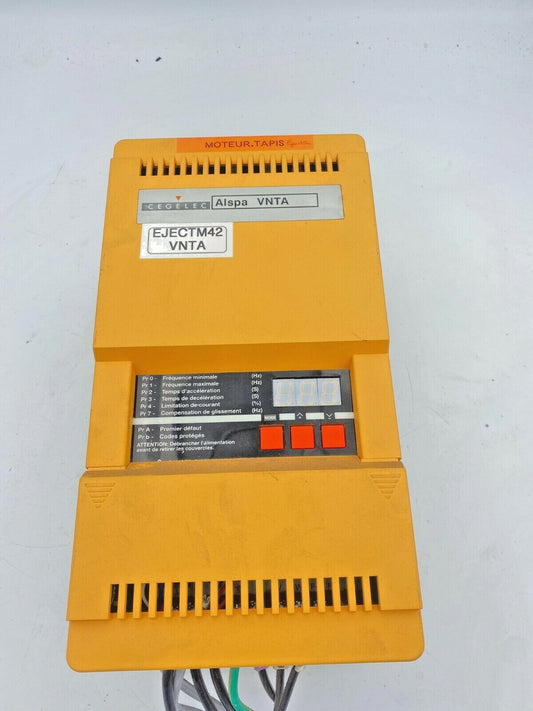 MOTEUR.TAPIS
CEGELEC Alspa VNTA
EJECTM42
VNTA
Pr 0 - Fréquence minimale (Hz)
Pr 1 - Fréquence maximale (Hz)
Pr 2 - Temps d'accélération (S)
Pr 3 - Temps de decélération (S)
Pr 4 - Limitation de-courant (%)
Pr 7 - Compensation de glissement (Hz)
MODE
Pr A - Premier défaut
Pr b - Codes protégés
ATTENTION: Débrancher l'alimentation
avant de retirer les couvercles.